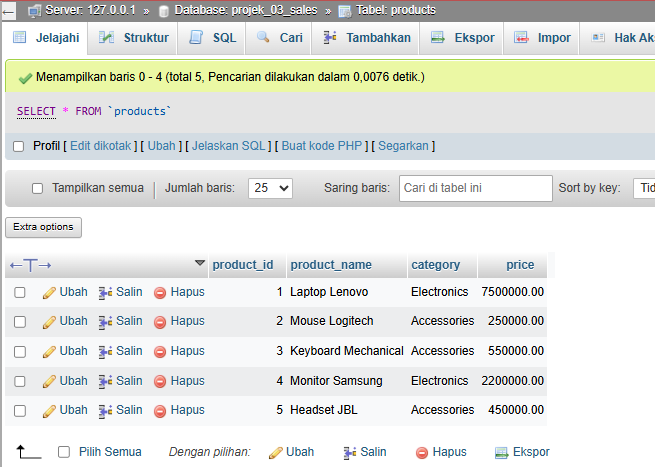 Server: 127.0.0.1 » Database: projek_03_sales » Tabel: products
Jelajahi Struktur SQL Cari Tambahkan Ekspor Impor Hak Aks
Menampilkan baris 0 - 4 (total 5, Pencarian dilakukan dalam 0,0076 detik.)
SELECT * FROM `products`
Profil [ Edit dikotak ] [ Ubah ] [ Jelaskan SQL ] [ Buat kode PHP ] [ Segarkan ]
Tampilkan semua Jumlah baris: 25 Saring baris: Cari di tabel ini Sort by key: Tid
Extra options
product_id product_name category price
Ubah Salin Hapus 1 Laptop Lenovo Electronics 7500000.00
Ubah Salin Hapus 2 Mouse Logitech Accessories 250000.00
Ubah Salin Hapus 3 Keyboard Mechanical Accessories 550000.00
Ubah Salin Hapus 4 Monitor Samsung Electronics 2200000.00
Ubah Salin Hapus 5 Headset JBL Accessories 450000.00
Pilih Semua Dengan pilihan: Ubah Salin Hapus Ekspor